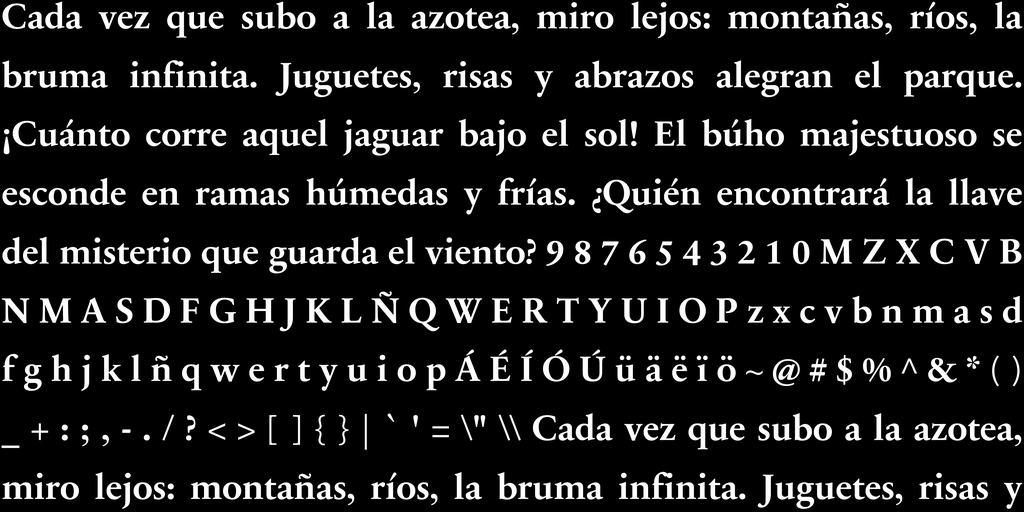 Cada vez que subo a la azotea, miro lejos: montañas, ríos, la
bruma infinita. Juguetes, risas y abrazos alegran el parque.
¡Cuánto corre aquel jaguar bajo el sol! El búho majestuoso se
esconde en ramas húmedas y frías. ¿Quién encontrará la llave
del misterio que guarda el viento? 9 8 7 6 5 4 3 2 1 0 M Z X C V B
N M A S D F G H J K L Ñ Q W E R T Y U I O P z x c v b n m a s d
f g h j k l ñ q w e r t y u i o p Á É Í Ó Ú ü ä ë ï ö ~ @ # $ % ^ & * ( )
_ + : ; , - . / ? < > [ ] { } | ` ' = \" \\ Cada vez que subo a la azotea,
miro lejos: montañas, ríos, la bruma infinita. Juguetes, risas y